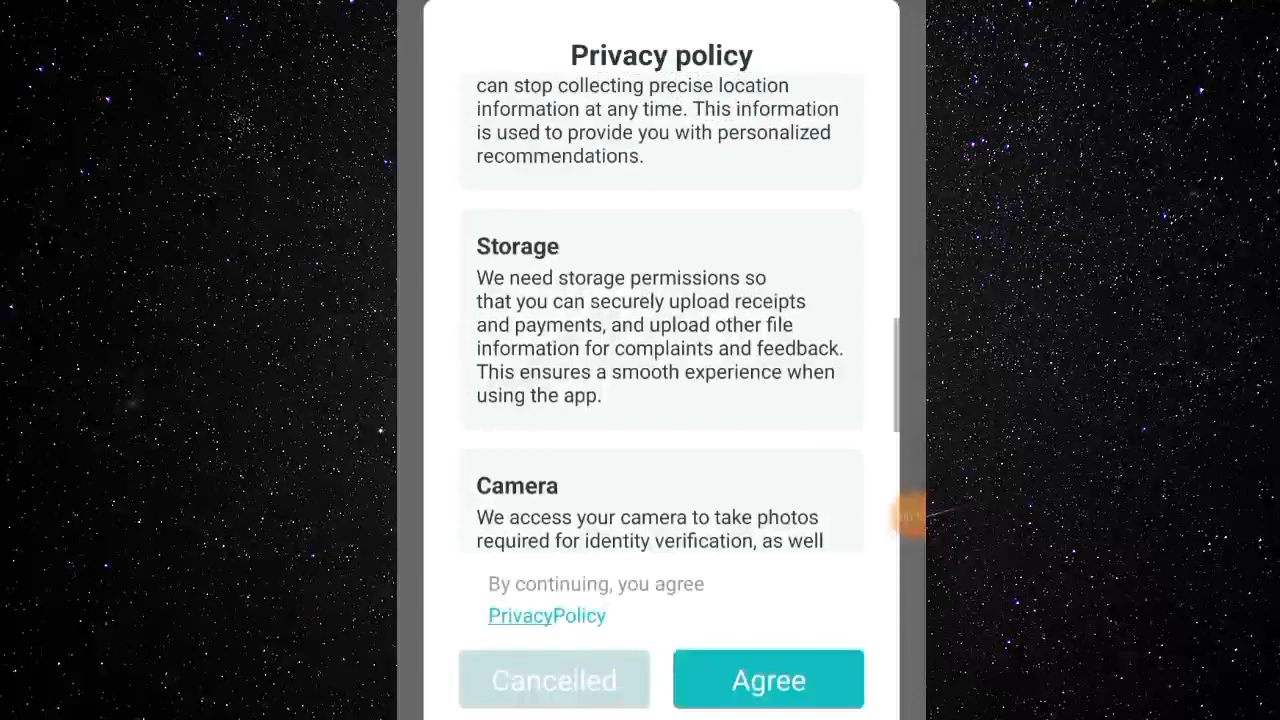 Privacy policy
can stop collecting precise location
information at any time. This information
is used to provide you with personalized
recommendations.
Storage
We need storage permissions so
that you can securely upload receipts
and payments, and upload other file
information for complaints and feedback.
This ensures a smooth experience when
using the app.
Camera
We access your camera to take photos
required for identity verification, as well
By continuing, you agree
PrivacyPolicy
Cancelled
Agree